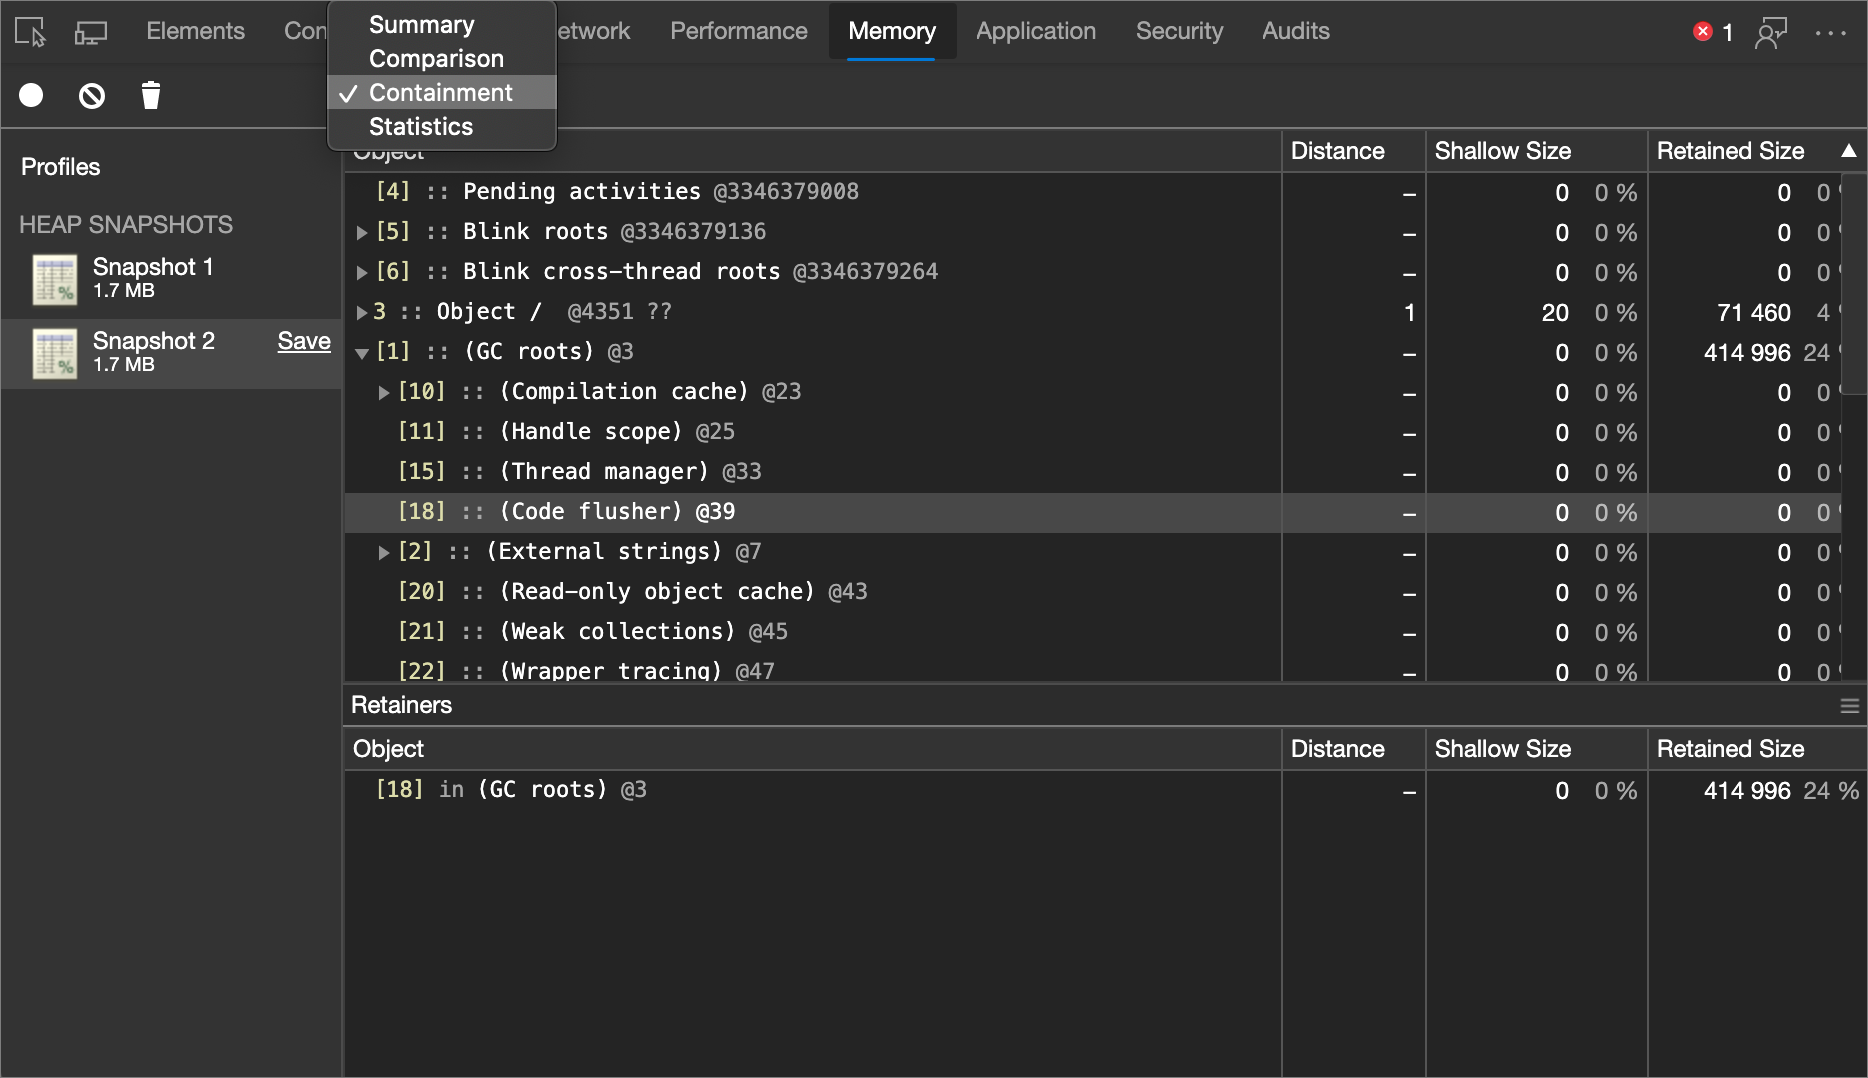 Elements Con etwork Performance Memory Application Security Audits 1
Summary
Comparison
Containment
Statistics
Profiles
HEAP SNAPSHOTS
Snapshot 1
1.7 MB
Snapshot 2 Save
1.7 MB
Object Distance Shallow Size Retained Size
[4] :: Pending activities @3346379008 – 0 0 % 0 0
[5] :: Blink roots @3346379136 – 0 0 % 0 0
[6] :: Blink cross-thread roots @3346379264 – 0 0 % 0 0
3 :: Object / @4351 ?? 1 20 0 % 71 460 4
[1] :: (GC roots) @3 – 0 0 % 414 996 24
[10] :: (Compilation cache) @23 – 0 0 % 0 0
[11] :: (Handle scope) @25 – 0 0 % 0 0
[15] :: (Thread manager) @33 – 0 0 % 0 0
[18] :: (Code flusher) @39 – 0 0 % 0 0
[2] :: (External strings) @7 – 0 0 % 0 0
[20] :: (Read-only object cache) @43 – 0 0 % 0 0
[21] :: (Weak collections) @45 – 0 0 % 0 0
[22] :: (Wrapper tracing) @47 – 0 0 % 0 0
Retainers
Object Distance Shallow Size Retained Size
[18] in (GC roots) @3 – 0 0 % 414 996 24 %